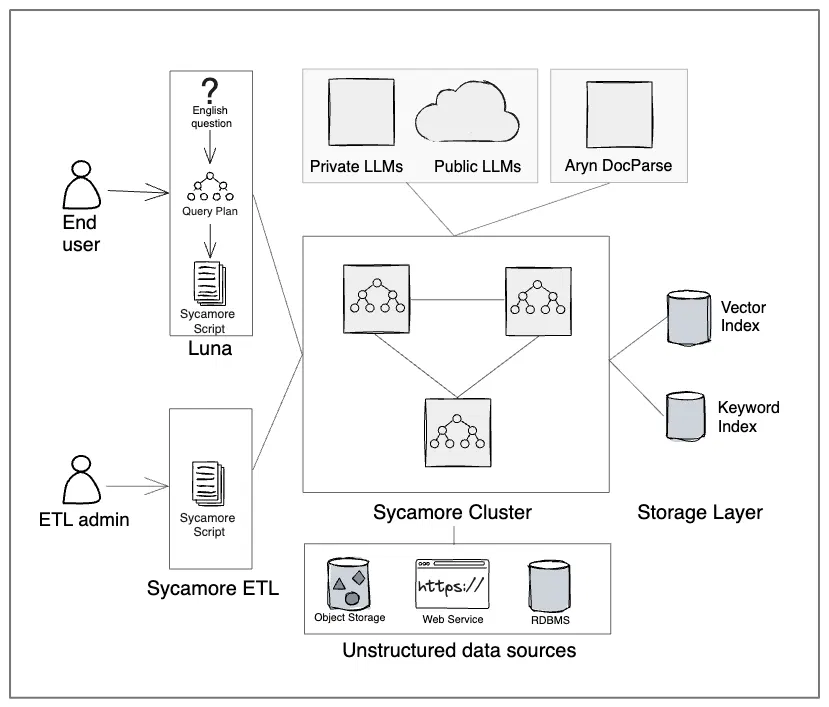 ?
English
question
Query Plan
Sycamore
Script
Luna
End
user
Private LLMs
Public LLMs
Aryn DocParse
Vector
Index
Keyword
Index
Sycamore Cluster
Storage Layer
ETL admin
Sycamore
Script
Sycamore ETL
https://
Object Storage
Web Service
RDBMS
Unstructured data sources